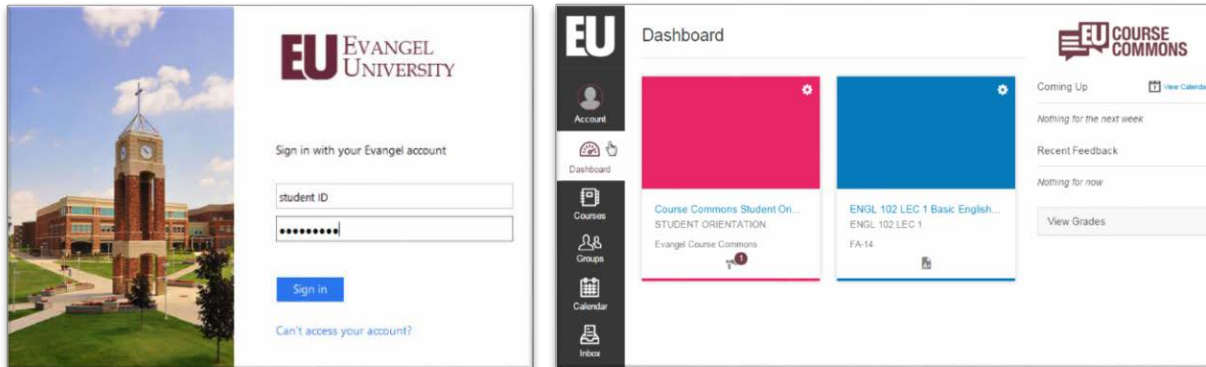 EU EVANGEL
UNIVERSITY
Sign in with your Evangel account
student ID
•••••••••
Sign in
Can't access your account?
EU
Account
Dashboard
Courses
Groups
Calendar
Inbox
Dashboard
Course Commons Student On...
STUDENT ORIENTATION
Evangel Course Commons
1
ENGL 102 LEC 1 Basic English...
ENGL 102 LEC 1
FA-14
EU COURSE
COMMONS
Coming Up
7 View Calendar
Nothing for the next week
Recent Feedback
Nothing for now
View Grades